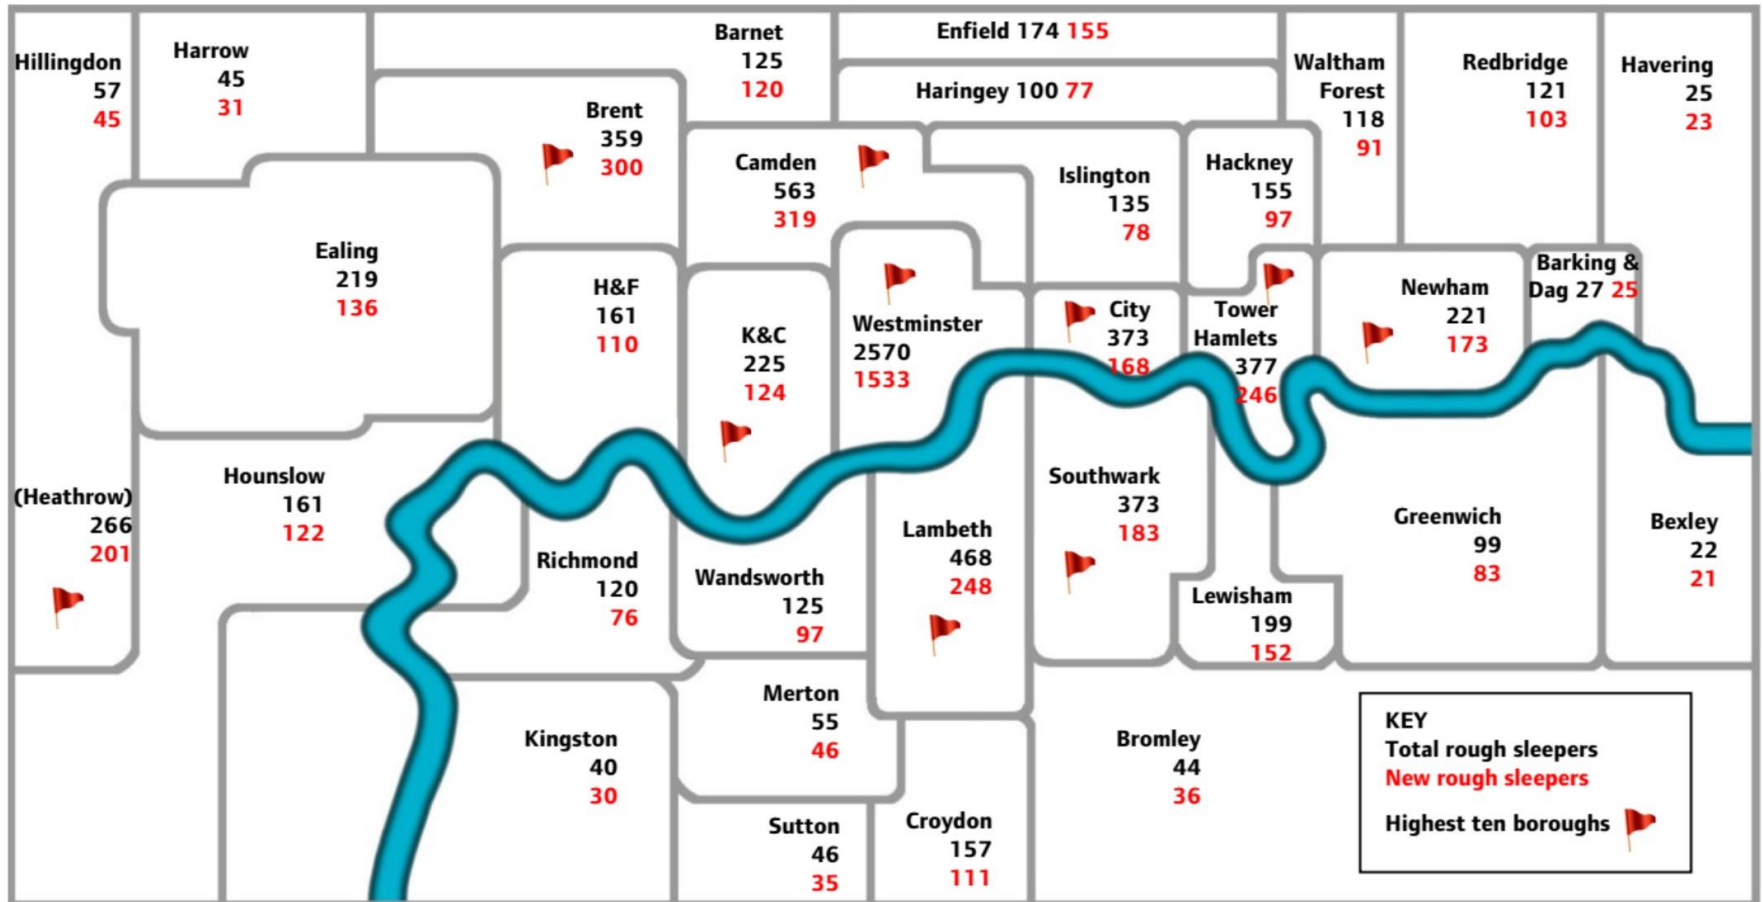 Hillingdon
57
45
Harrow
45
31
Barnet
125
120
Enfield 174 155
Haringey 100 77
Waltham
Forest
118
91
Redbridge
121
103
Havering
25
23
Brent
359
300
Camden
563
319
Islington
135
78
Hackney
155
97
Ealing
219
136
H&F
161
110
K&C
225
124
Westminster
2570
1533
City
373
168
Tower
Hamlets
377
246
Newham
221
173
Barking &
Dag 27 25
(Heathrow)
266
201
Hounslow
161
122
Richmond
120
76
Wandsworth
125
97
Lambeth
468
248
Southwark
373
183
Lewisham
199
152
Greenwich
99
83
Bexley
22
21
Kingston
40
30
Merton
55
46
Sutton
46
35
Croydon
157
111
Bromley
44
36
KEY
Total rough sleepers
New rough sleepers
Highest ten boroughs